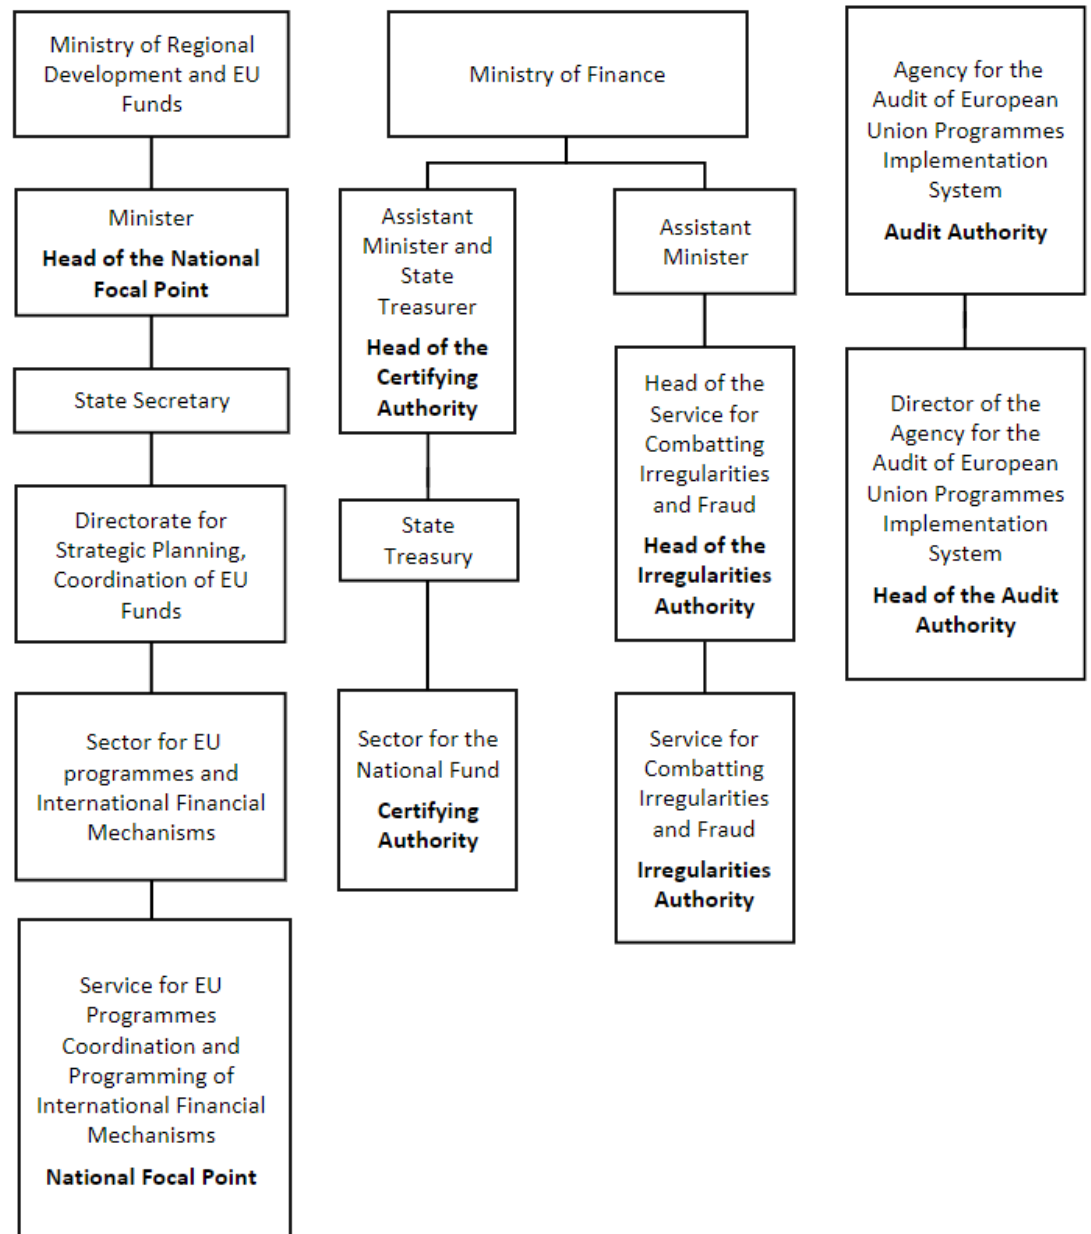 Ministry of Regional
Development and EU
Funds
Minister
Head of the National
Focal Point
State Secretary
Directorate for
Strategic Planning,
Coordination of EU
Funds
Sector for EU
programmes and
International Financial
Mechanisms
Service for EU
Programmes
Coordination and
Programming of
International Financial
Mechanisms
National Focal Point
Ministry of Finance
Assistant
Minister and
State
Treasurer
Head of the
Certifying
Authority
State
Treasury
Sector for the
National Fund
Certifying
Authority
Assistant
Minister
Head of the
Service for
Combatting
Irregularities
and Fraud
Head of the
Irregularities
Authority
Service for
Combatting
Irregularities
and Fraud
Irregularities
Authority
Agency for the
Audit of European
Union Programmes
Implementation
System
Audit Authority
Director of the
Agency for the
Audit of European
Union Programmes
Implementation
System
Head of the Audit
Authority